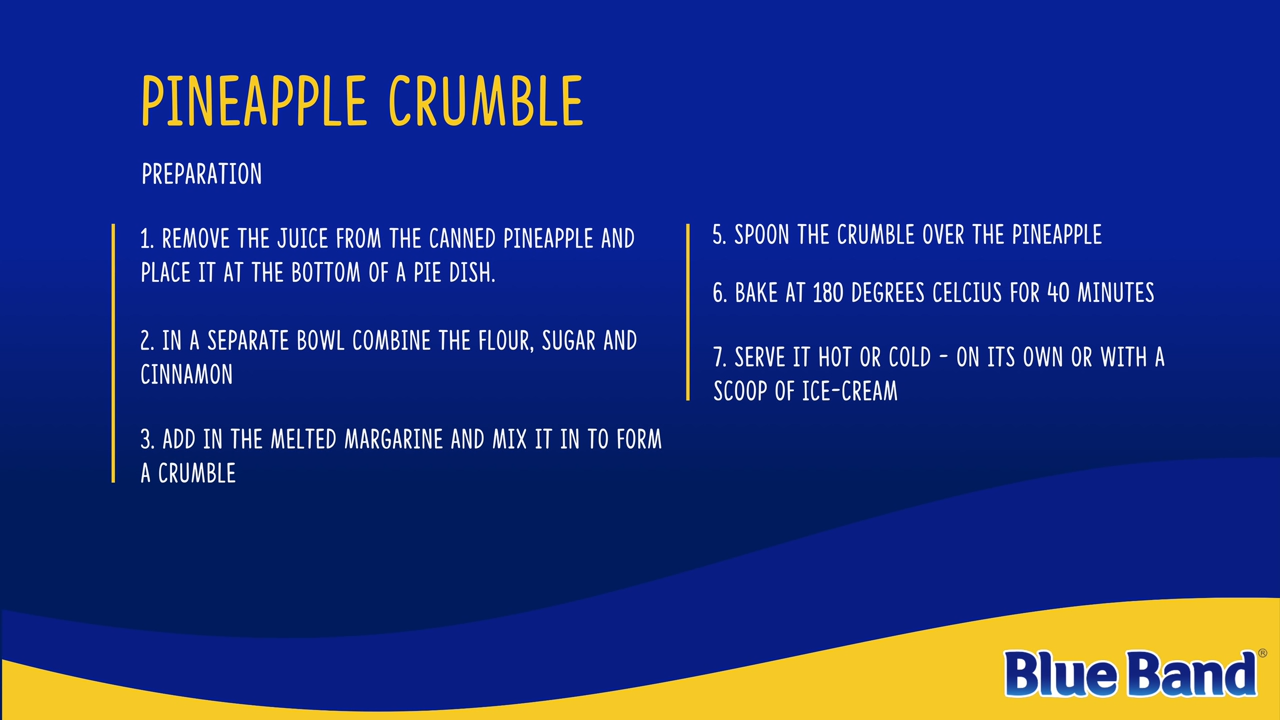 PINEAPPLE CRUMBLE
PREPARATION
1. REMOVE THE JUICE FROM THE CANNED PINEAPPLE AND
PLACE IT AT THE BOTTOM OF A PIE DISH.
2. IN A SEPARATE BOWL COMBINE THE FLOUR, SUGAR AND
CINNAMON
3. ADD IN THE MELTED MARGARINE AND MIX IT IN TO FORM
A CRUMBLE
5. SPOON THE CRUMBLE OVER THE PINEAPPLE
6. BAKE AT 180 DEGREES CELCIUS FOR 40 MINUTES
7. SERVE IT HOT OR COLD - ON ITS OWN OR WITH A
SCOOP OF ICE-CREAM
Blue Band®